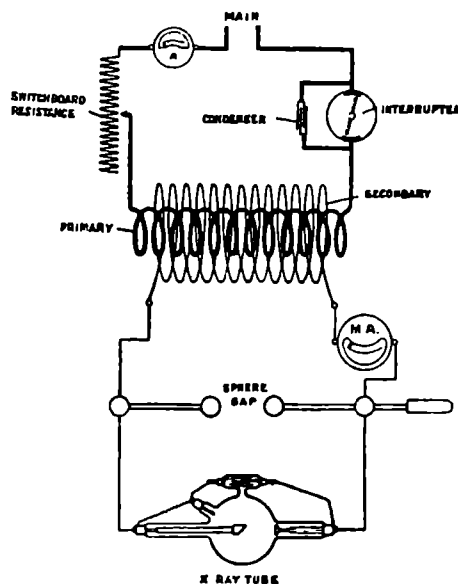 MAIN
A
SWITCHBOARD
RESISTANCE
CONDENSER
INTERRUPTER
SECONDARY
PRIMARY
M.A.
SPHERE
GAP
X RAY TUBE